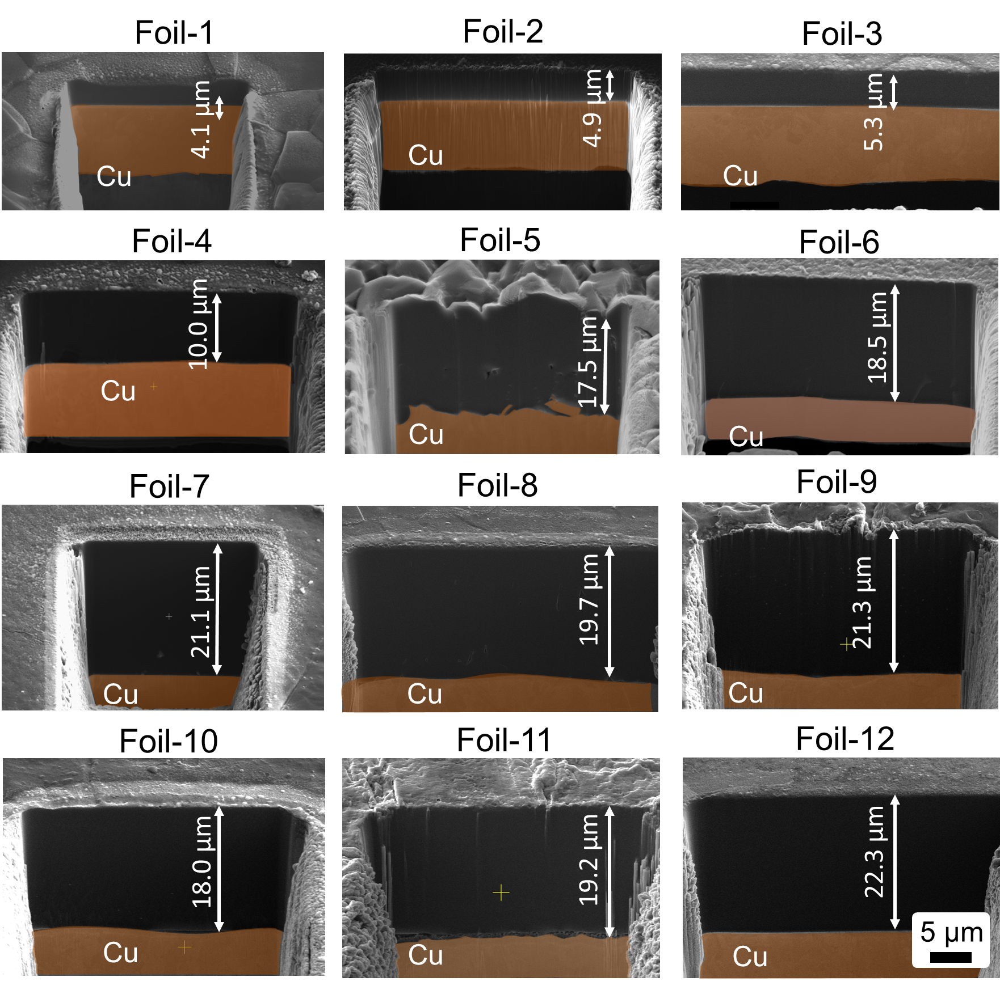 Foil-1
Foil-2
Foil-3
4.1 µm
Cu
4.9 µm
Cu
5.3 µm
Cu
Foil-4
Foil-5
Foil-6
10.0 µm
Cu
17.5 µm
Cu
18.5 µm
Cu
Foil-7
Foil-8
Foil-9
21.1 µm
Cu
19.7 µm
Cu
21.3 µm
Cu
Foil-10
Foil-11
Foil-12
18.0 µm
Cu
19.2 µm
Cu
22.3 µm
Cu
5 µm